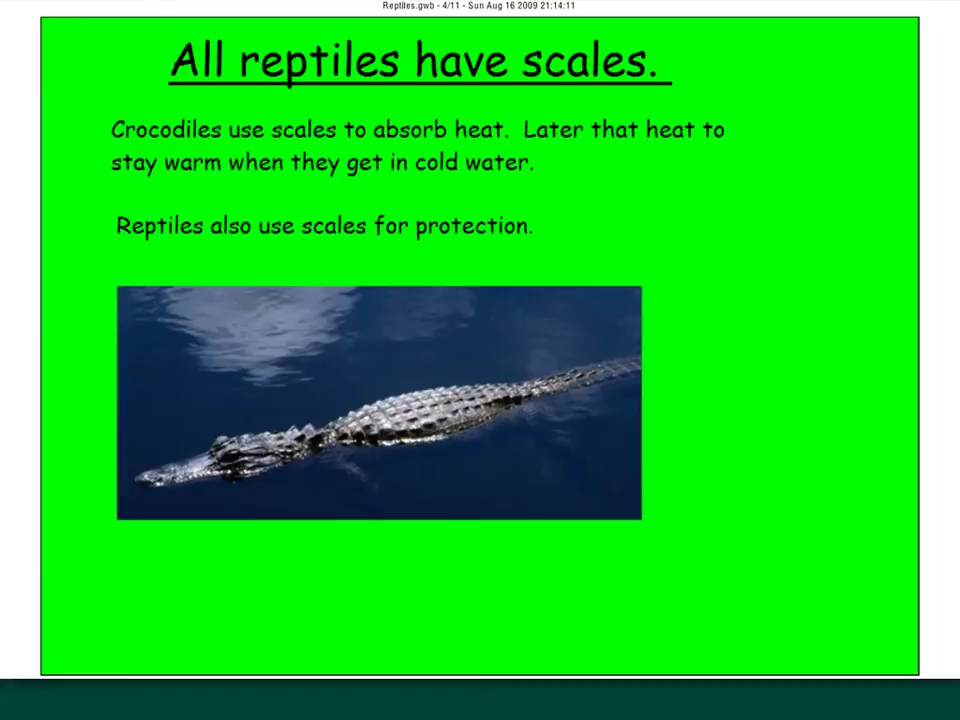 Reptiles.gwb - 4/11 - Sun Aug 16 2009 21:14:11
All reptiles have scales.
Crocodiles use scales to absorb heat. Later that heat to
stay warm when they get in cold water.
Reptiles also use scales for protection.